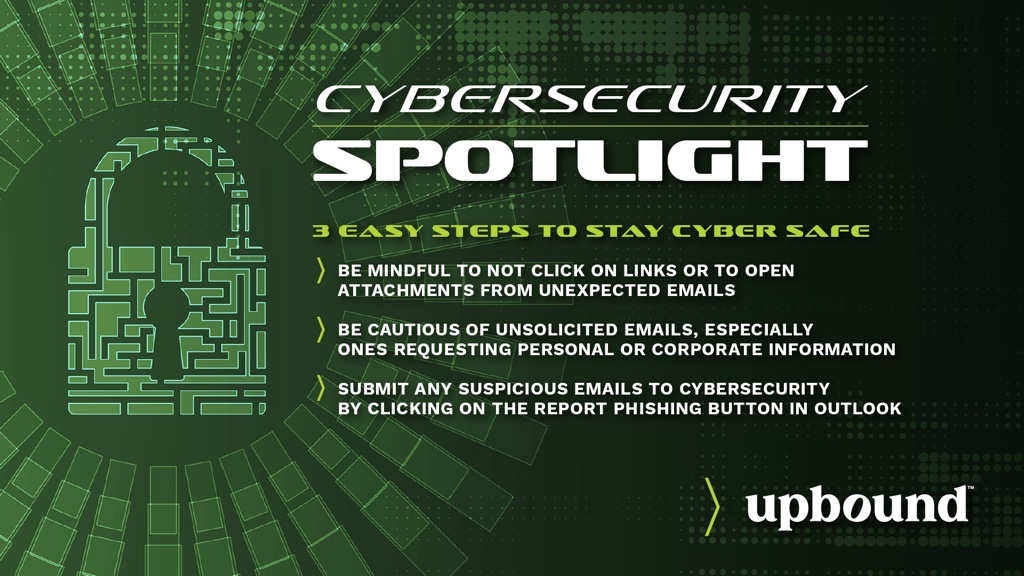 CYBERSECURITY
SPOTLIGHT
3 EASY STEPS TO STAY CYBER SAFE
BE MINDFUL TO NOT CLICK ON LINKS OR TO OPEN
ATTACHMENTS FROM UNEXPECTED EMAILS
BE CAUTIOUS OF UNSOLICITED EMAILS, ESPECIALLY
ONES REQUESTING PERSONAL OR CORPORATE INFORMATION
SUBMIT ANY SUSPICIOUS EMAILS TO CYBERSECURITY
BY CLICKING ON THE REPORT PHISHING BUTTON IN OUTLOOK
upbound™